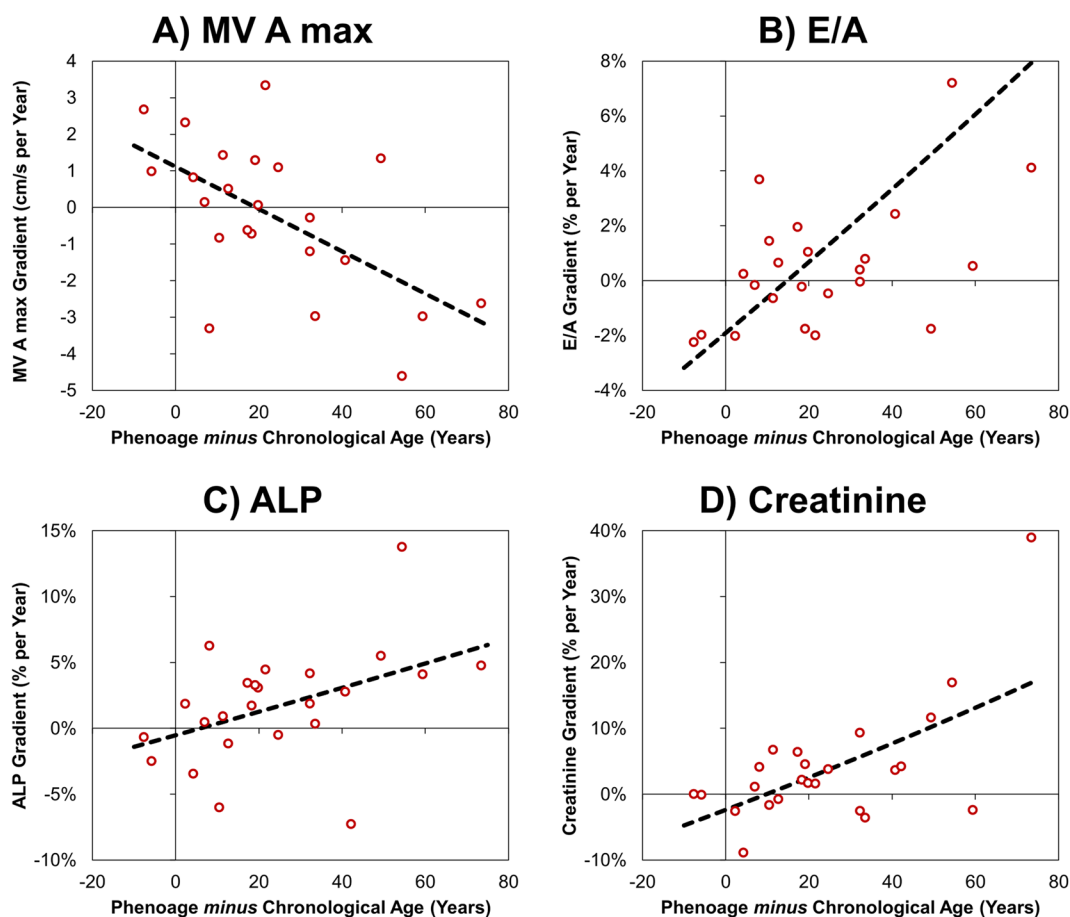 A) MV A max
MV A max Gradient (cm/s per Year)
4
3
2
1
0
-1
-2
-3
-4
-5
-20 0 20 40 60 80
Phenoage minus Chronological Age (Years)
B) E/A
E/A Gradient (% per Year)
8%
6%
4%
2%
0%
-2%
-4%
-20 0 20 40 60 80
Phenoage minus Chronological Age (Years)
C) ALP
ALP Gradient (% per Year)
15%
10%
5%
0%
-5%
-10%
-20 0 20 40 60 80
Phenoage minus Chronological Age (Years)
D) Creatinine
Creatinine Gradient (% per Year)
40%
30%
20%
10%
0%
-10%
-20 0 20 40 60 80
Phenoage minus Chronological Age (Years)